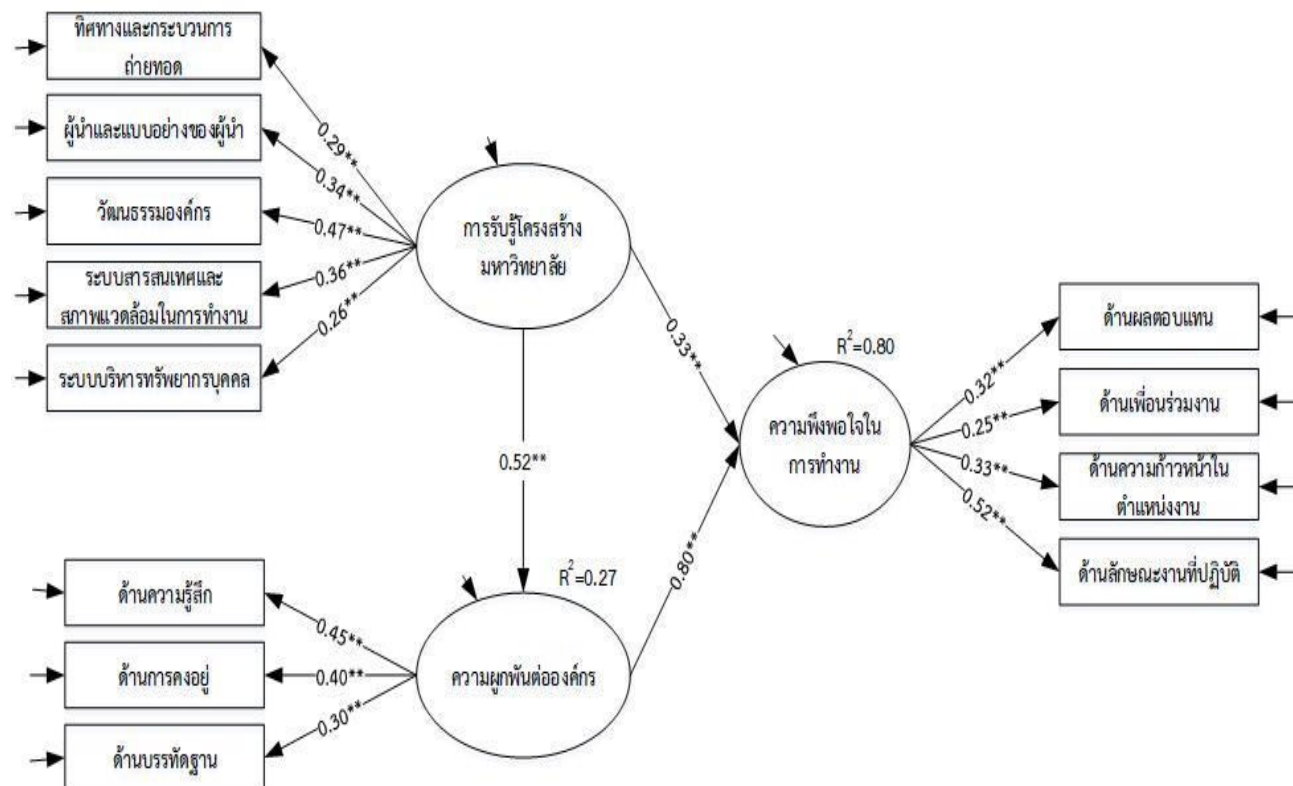 ทิศทางและกระบวนการ
ถ่ายทอด
ผู้นำและแบบอย่างของผู้นำ
วัฒนธรรมองค์กร
ระบบสารสนเทศและ
สภาพแวดล้อมในการทำงาน
ระบบบริหารทรัพยากรบุคคล
0.29**
0.34**
0.47**
0.36**
0.26**
การรับรู้โครงสร้าง
มหาวิทยาลัย
0.33**
0.52**
R²=0.80
ความพึงพอใจใน
การทำงาน
0.32**
0.25**
0.33**
0.52**
ด้านผลตอบแทน
ด้านเพื่อนร่วมงาน
ด้านความก้าวหน้าใน
ตำแหน่งงาน
ด้านลักษณะงานที่ปฏิบัติ
ด้านความรู้สึก
ด้านการคงอยู่
ด้านบรรทัดฐาน
0.45**
0.40**
0.30**
R²=0.27
ความผูกพันต่อองค์กร
0.80**